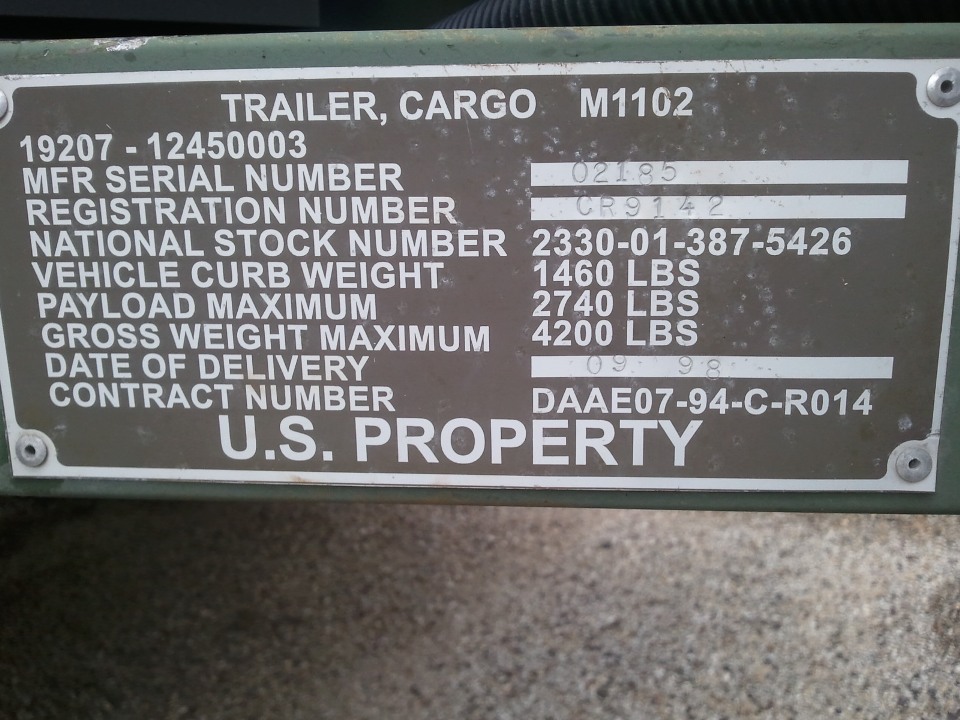 TRAILER, CARGO M1102
19207 - 12450003
MFR SERIAL NUMBER 02185
REGISTRATION NUMBER CR9142
NATIONAL STOCK NUMBER 2330-01-387-5426
VEHICLE CURB WEIGHT 1460 LBS
PAYLOAD MAXIMUM 2740 LBS
GROSS WEIGHT MAXIMUM 4200 LBS
DATE OF DELIVERY 09 98
CONTRACT NUMBER DAAE07-94-C-R014
U.S. PROPERTY